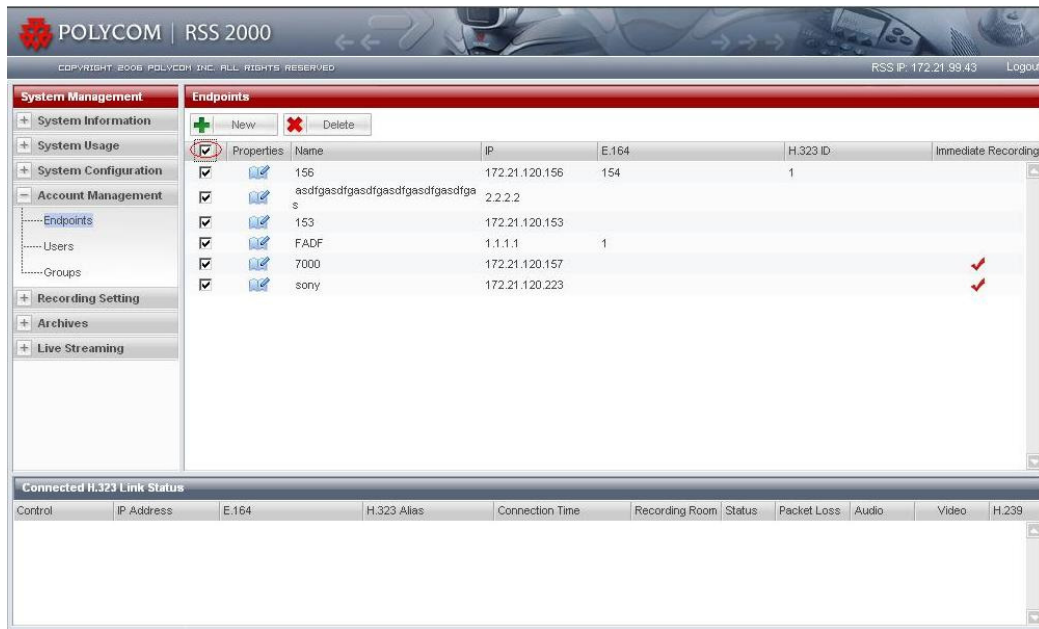 POLYCOM | RSS 2000
COPYRIGHT 2006 POLYCOM INC. ALL RIGHTS RESERVED
RSS IP: 172.21.99.43 Logou
System Management
+ System Information
+ System Usage
+ System Configuration
− Account Management
Endpoints
Users
Groups
+ Recording Setting
+ Archives
+ Live Streaming
Endpoints
New Delete
Properties Name IP E.164 H.323 ID Immediate Recording
156 172.21.120.156 154 1
asdfgasdfgasdfgasdfgasdfgasdfga
s 2.2.2.2
153 172.21.120.153
FADF 1.1.1.1 1
7000 172.21.120.157
sony 172.21.120.223
Connected H.323 Link Status
Control IP Address E.164 H.323 Alias Connection Time Recording Room Status Packet Loss Audio Video H.239